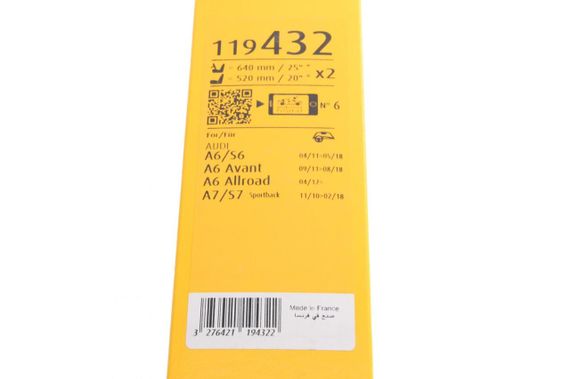 119432
= 640 mm / 25" *
= 520 mm / 20" * x2
N° 6
For/Für
AUDI
A6/S6 04/11>05/18
A6 Avant 09/11>08/18
A6 Allroad 04/12>
A7/S7 Sportback 11/10>02/18
Made in France
صنع في فرنسا
3 276421 194322